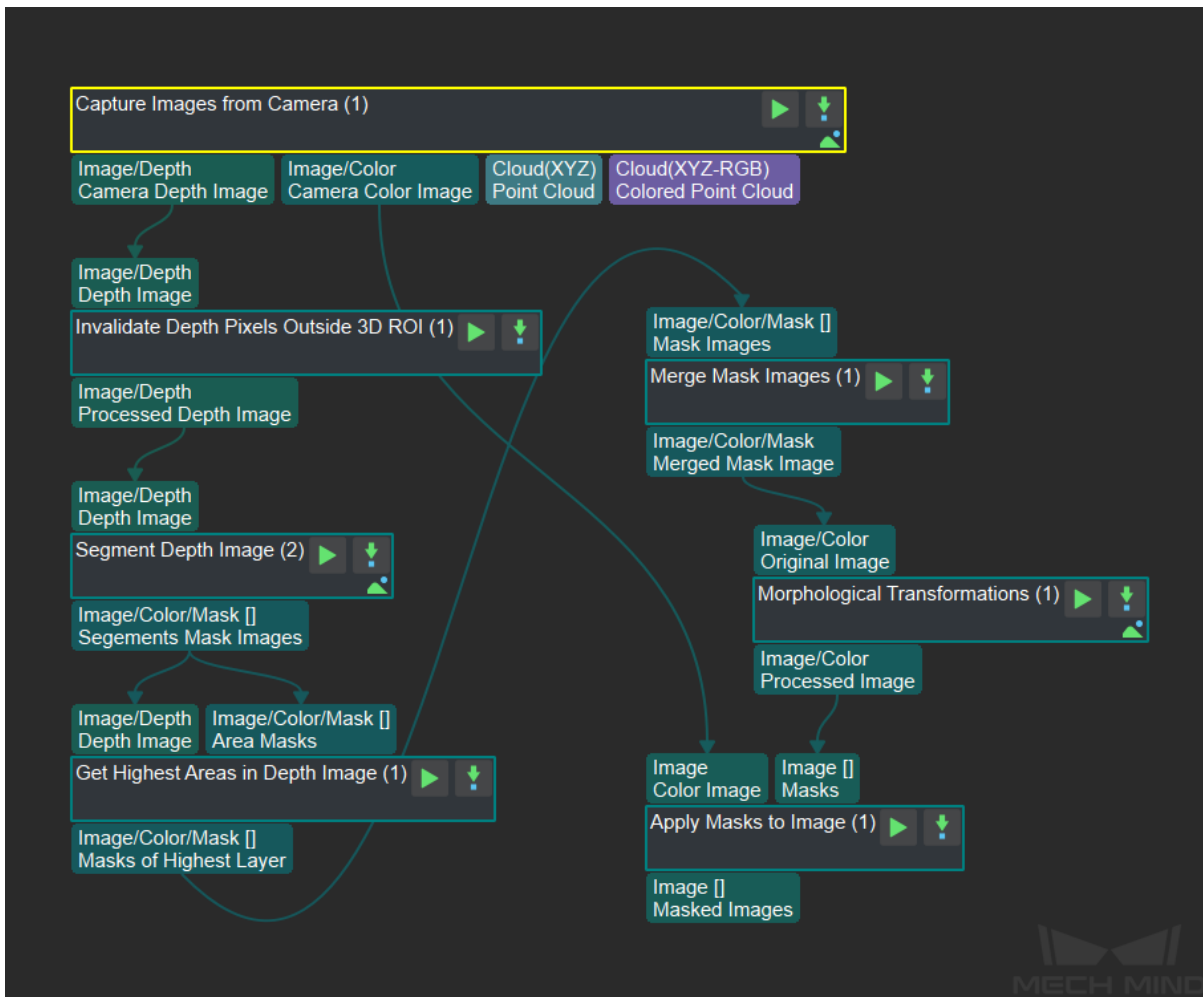 Capture Images from Camera (1)
Image/Depth
Camera Depth Image
Image/Color
Camera Color Image
Cloud(XYZ)
Point Cloud
Cloud(XYZ-RGB)
Colored Point Cloud
Image/Depth
Depth Image
Invalidate Depth Pixels Outside 3D ROI (1)
Image/Depth
Processed Depth Image
Image/Depth
Depth Image
Segment Depth Image (2)
Image/Color/Mask []
Segements Mask Images
Image/Depth
Depth Image
Image/Color/Mask []
Area Masks
Get Highest Areas in Depth Image (1)
Image/Color/Mask []
Masks of Highest Layer
Image/Color/Mask []
Mask Images
Merge Mask Images (1)
Image/Color/Mask
Merged Mask Image
Image/Color
Original Image
Morphological Transformations (1)
Image/Color
Processed Image
Image
Color Image
Image []
Masks
Apply Masks to Image (1)
Image []
Masked Images
MECH MIND